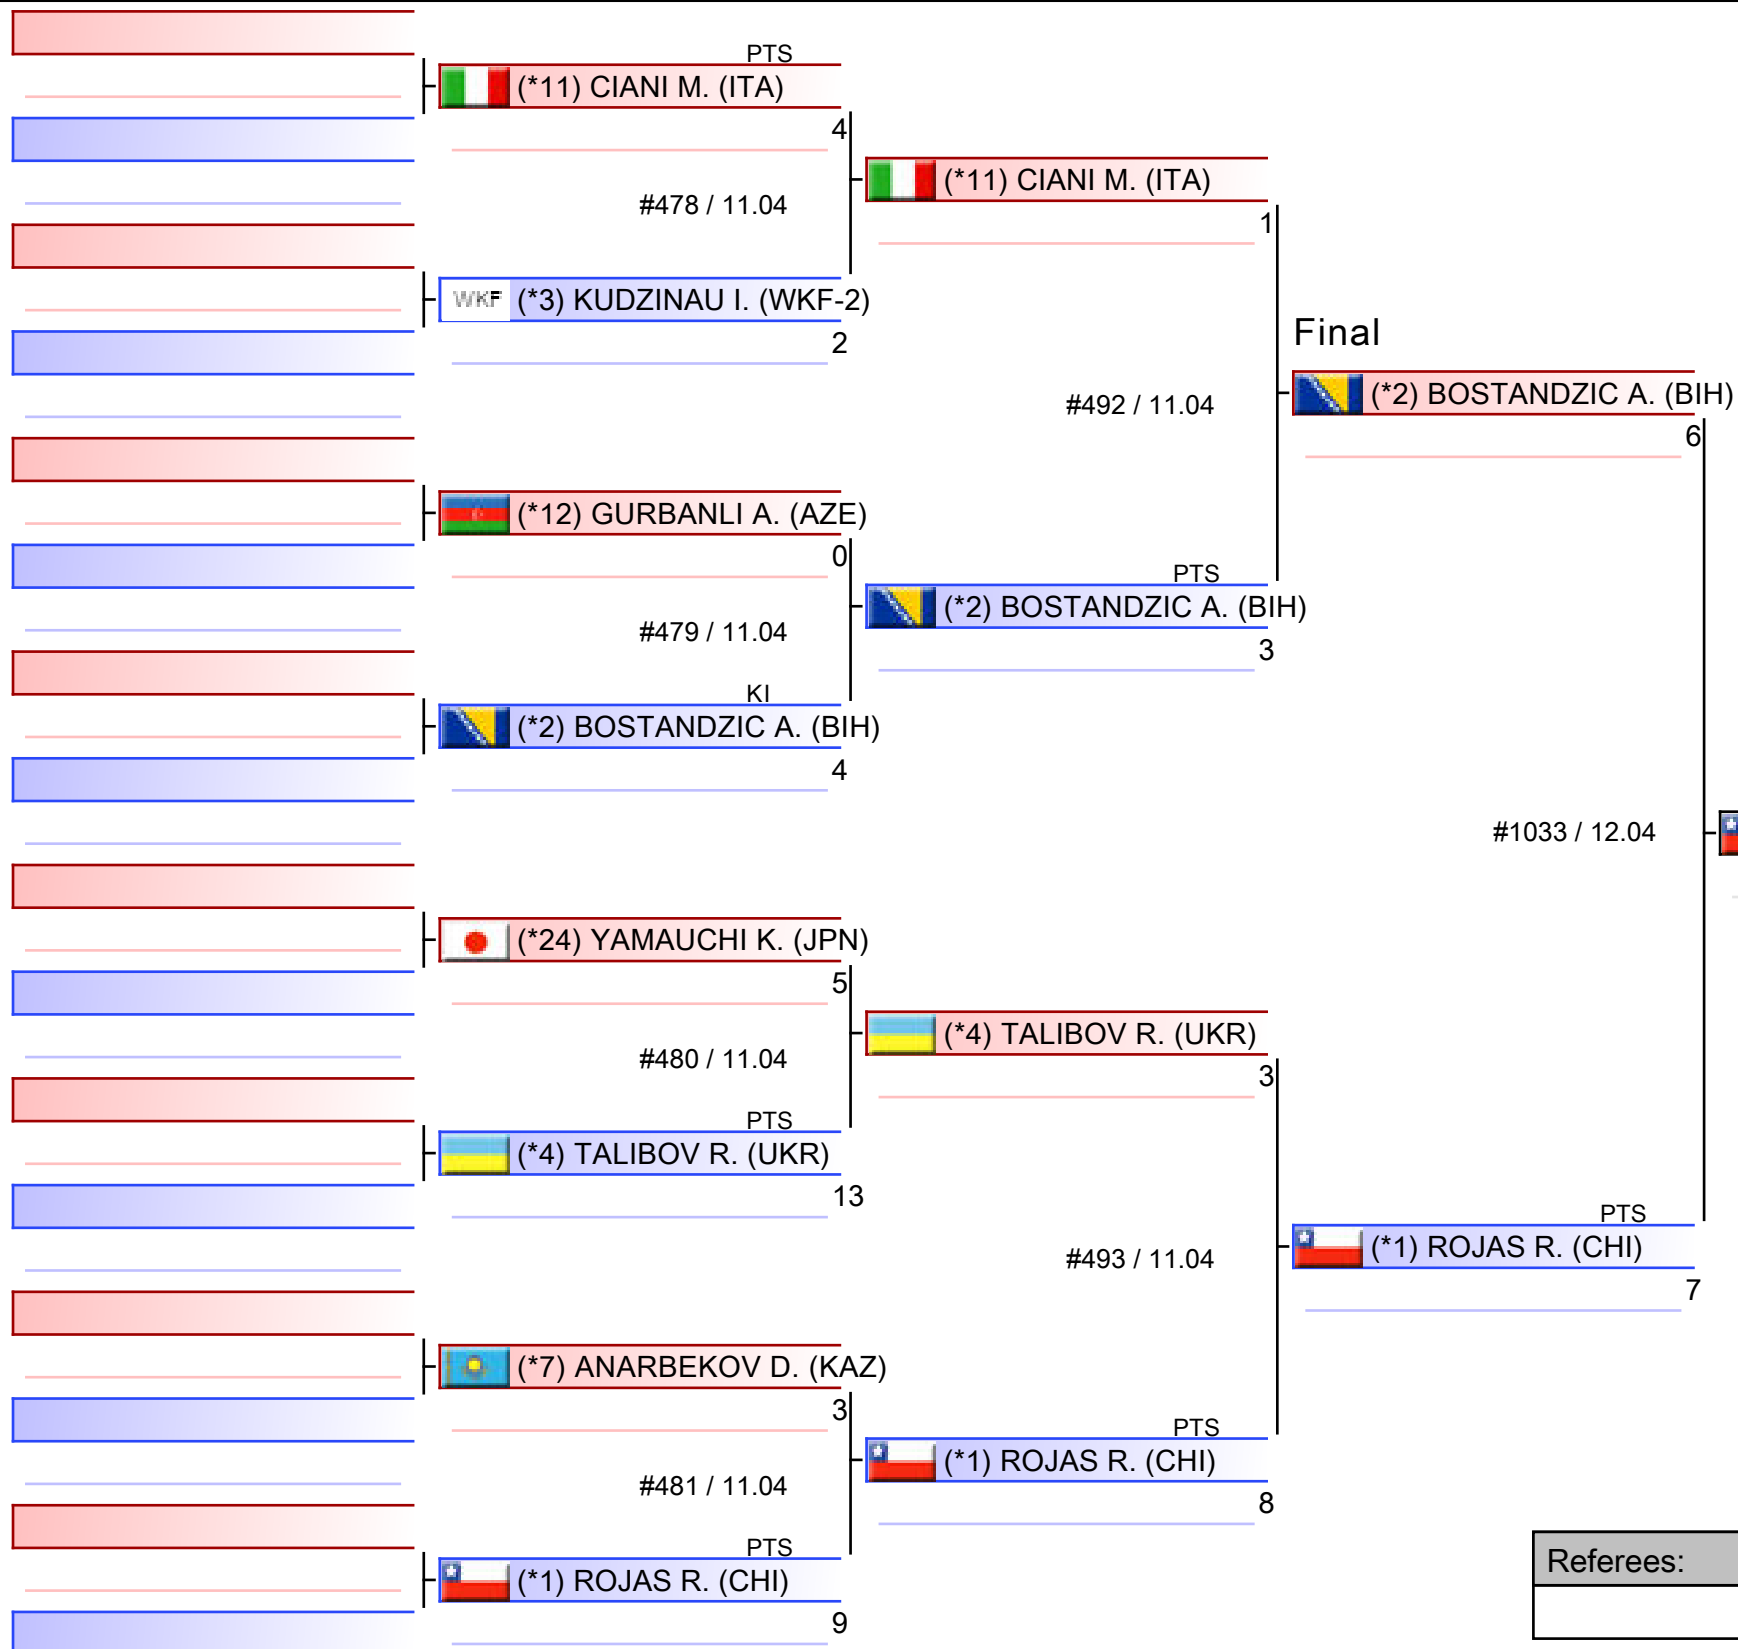 PTS
(*11) CIANI M. (ITA)
4
#478 / 11.04
WKF (*3) KUDZINAU I. (WKF-2)
2
(*12) GURBANLI A. (AZE)
0
#479 / 11.04
KI
(*2) BOSTANDZIC A. (BIH)
4
(*24) YAMAUCHI K. (JPN)
5
#480 / 11.04
PTS
(*4) TALIBOV R. (UKR)
13
(*7) ANARBEKOV D. (KAZ)
3
#481 / 11.04
PTS
(*1) ROJAS R. (CHI)
9
(*11) CIANI M. (ITA)
1
#492 / 11.04
PTS
(*2) BOSTANDZIC A. (BIH)
3
(*4) TALIBOV R. (UKR)
3
#493 / 11.04
PTS
(*1) ROJAS R. (CHI)
8
Final
(*2) BOSTANDZIC A. (BIH)
6
#1033 / 12.04
PTS
(*1) ROJAS R. (CHI)
7
Referees: